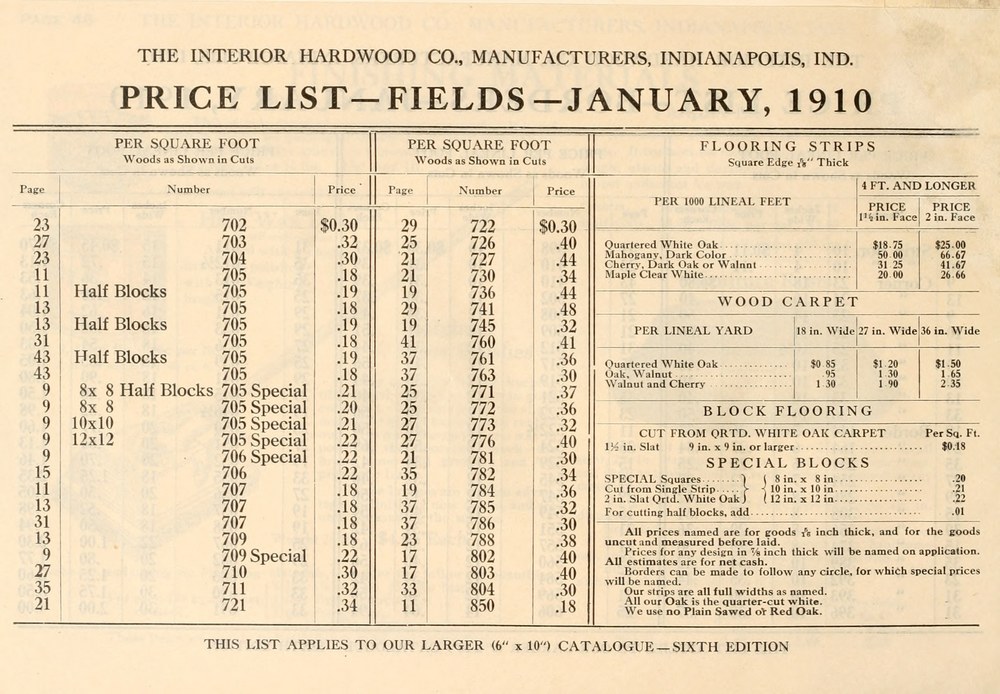 THE INTERIOR HARDWOOD CO., MANUFACTURERS, INDIANAPOLIS, IND.
PRICE LIST—FIELDS—JANUARY, 1910
PER SQUARE FOOT
Woods as Shown in Cuts
Page Number Price
23 702 $0.30
27 703 .32
23 704 .30
11 705 .18
11 Half Blocks 705 .19
13 705 .18
13 Half Blocks 705 .19
31 705 .18
43 Half Blocks 705 .19
43 705 .18
9 8x 8 Half Blocks 705 Special .21
9 8x 8 705 Special .20
9 10x10 705 Special .21
9 12x12 705 Special .22
9 706 Special .22
15 706 .22
11 707 .18
13 707 .18
31 707 .18
13 709 .18
9 709 Special .22
27 710 .30
35 711 .32
21 721 .34
PER SQUARE FOOT
Woods as Shown in Cuts
Page Number Price
29 722 $0.30
25 726 .40
21 727 .44
21 730 .34
19 736 .44
29 741 .48
19 745 .32
41 760 .41
37 761 .36
37 763 .30
25 771 .37
25 772 .36
27 773 .32
27 776 .40
21 781 .30
35 782 .34
19 784 .36
37 785 .32
37 786 .30
23 788 .38
17 802 .40
17 803 .40
33 804 .30
11 850 .18
FLOORING STRIPS
Square Edge 5/16" Thick
4 FT. AND LONGER
PER 1000 LINEAL FEET
PRICE PRICE
1½ in. Face 2 in. Face
Quartered White Oak $18.75 $25.00
Mahogany, Dark Color 50 00 66.67
Cherry, Dark Oak or Walnut 31 25 41.67
Maple Clear White 20 00 26.66
WOOD CARPET
PER LINEAL YARD 18 in. Wide 27 in. Wide 36 in. Wide
Quartered White Oak $0 85 $1 20 $1 50
Oak, Walnut .95 1 30 1 65
Walnut and Cherry 1 30 1 90 2 35
BLOCK FLOORING
CUT FROM QRTD. WHITE OAK CARPET Per Sq. Ft.
1½ in. Slat 9 in. x 9 in. or larger $0.18
SPECIAL BLOCKS
SPECIAL Squares 8 in. x 8 in .20
Cut from Single Strip 10 in. x 10 in .21
2 in. Slat Qrtd. White Oak 12 in. x 12 in .22
For cutting half blocks, add .01
All prices named are for goods 5/16 inch thick, and for the goods
uncut and measured before laid.
Prices for any design in ⅞ inch thick will be named on application.
All estimates are for net cash.
Borders can be made to follow any circle, for which special prices
will be named.
Our strips are all full widths as named.
All our Oak is the quarter-cut white.
We use no Plain Sawed or Red Oak.
THIS LIST APPLIES TO OUR LARGER (6" x 10") CATALOGUE—SIXTH EDITION